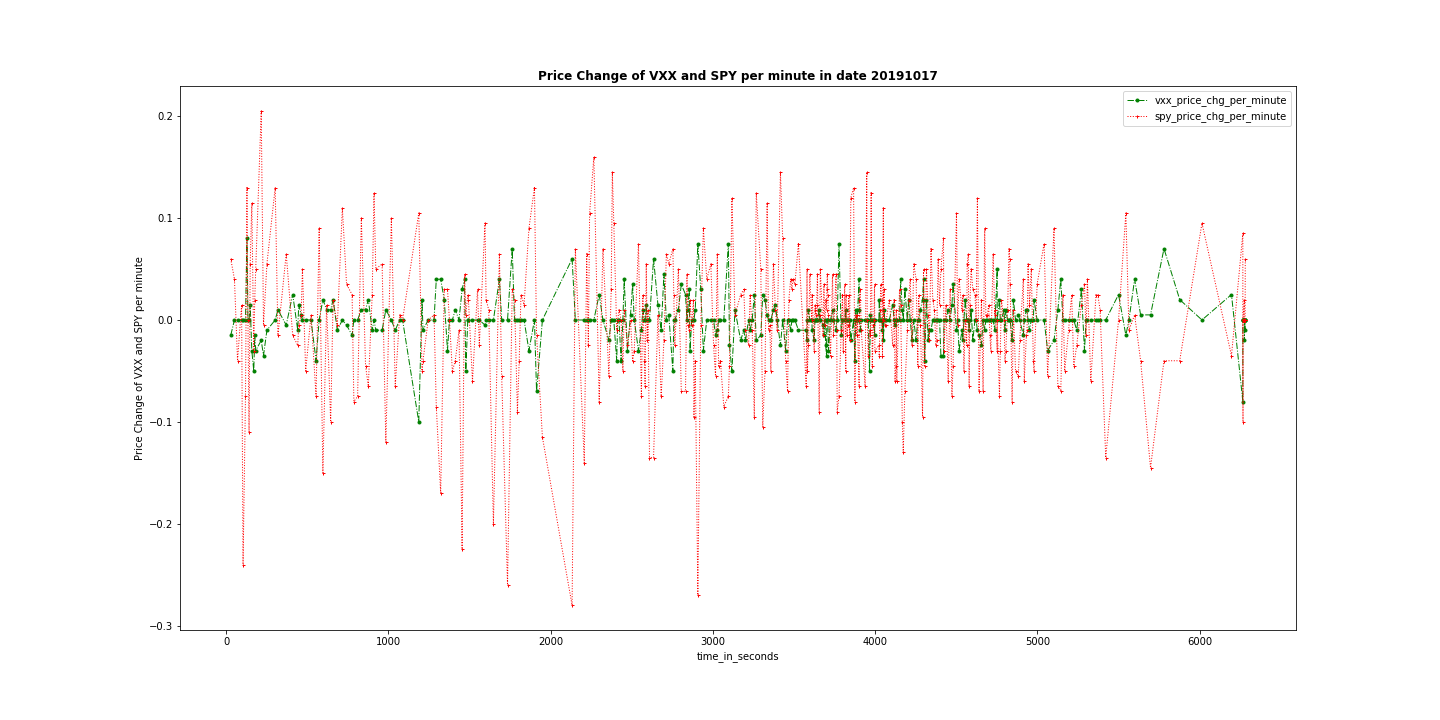 Price Change of VXX and SPY per minute in date 20191017
vxx_price_chg_per_minute
spy_price_chg_per_minute
Price Change of VXX and SPY per minute
0.2
0.1
0.0
−0.1
−0.2
−0.3
0
1000
2000
3000
4000
5000
6000
time_in_seconds